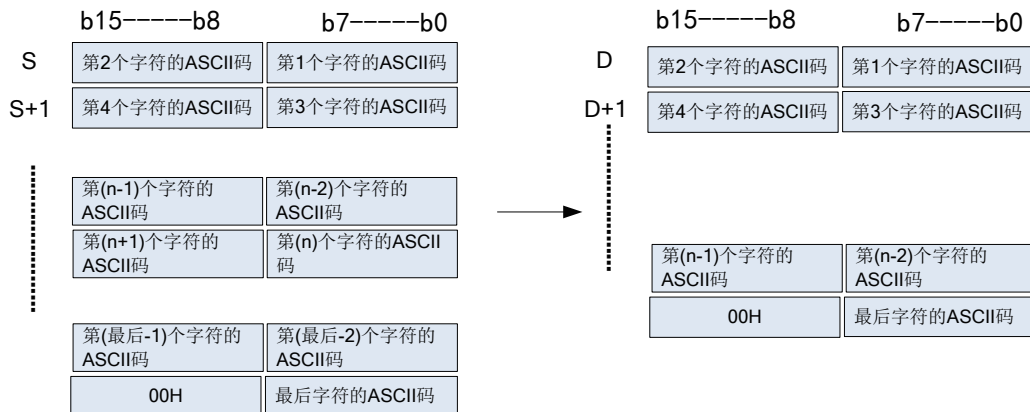 b15-----b8 b7-----b0
S 第2个字符的ASCII码 第1个字符的ASCII码
S+1 第4个字符的ASCII码 第3个字符的ASCII码
第(n-1)个字符的
ASCII码
第(n-2)个字符的
ASCII码
第(n+1)个字符的
ASCII码
第(n)个字符的ASCII
码
第(最后-1)个字符的
ASCII码
第(最后-2)个字符的
ASCII码
00H 最后字符的ASCII码
b15-----b8 b7-----b0
D 第2个字符的ASCII码 第1个字符的ASCII码
D+1 第4个字符的ASCII码 第3个字符的ASCII码
第(n-1)个字符的
ASCII码
第(n-2)个字符的
ASCII码
00H 最后字符的ASCII码